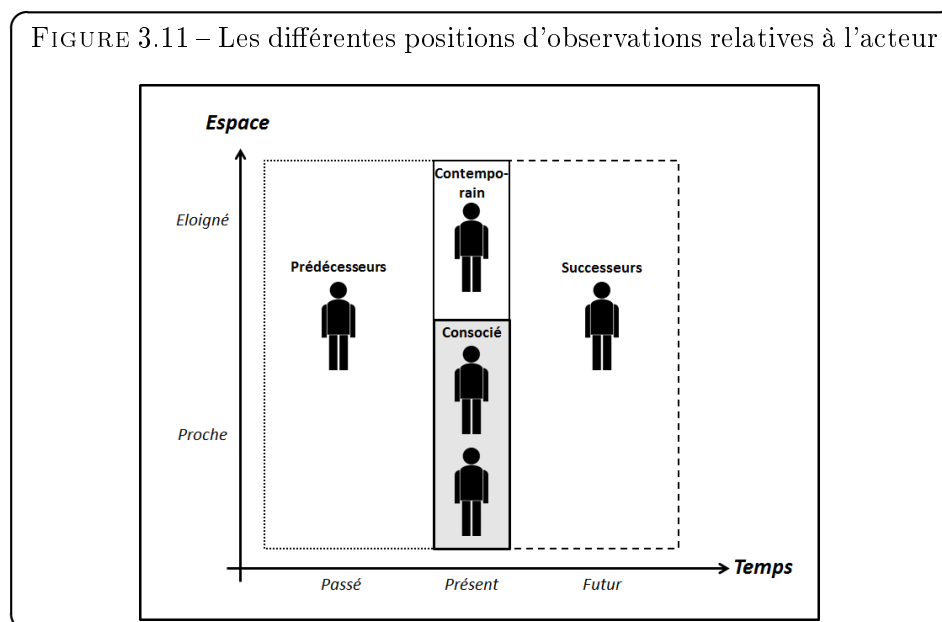 FIGURE 3.11 – Les différentes positions d'observations relatives à l'acteur
Espace
Contempo-
rain
Eloigné
Prédécesseurs
Successeurs
Consocié
Proche
Temps
Passé
Présent
Futur